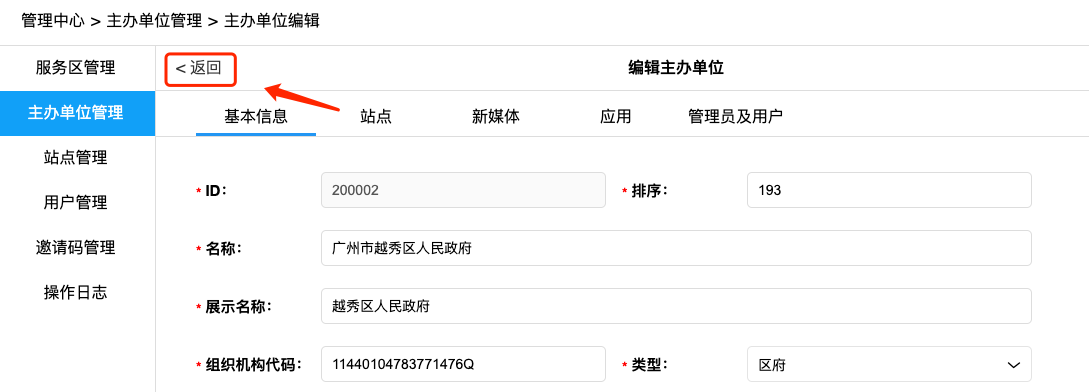 管理中心 > 主办单位管理 > 主办单位编辑
服务区管理
主办单位管理
站点管理
用户管理
邀请码管理
操作日志
< 返回
编辑主办单位
基本信息 站点 新媒体 应用 管理员及用户
* ID： 200002 * 排序： 193
* 名称： 广州市越秀区人民政府
* 展示名称： 越秀区人民政府
* 组织机构代码： 11440104783771476Q * 类型： 区府